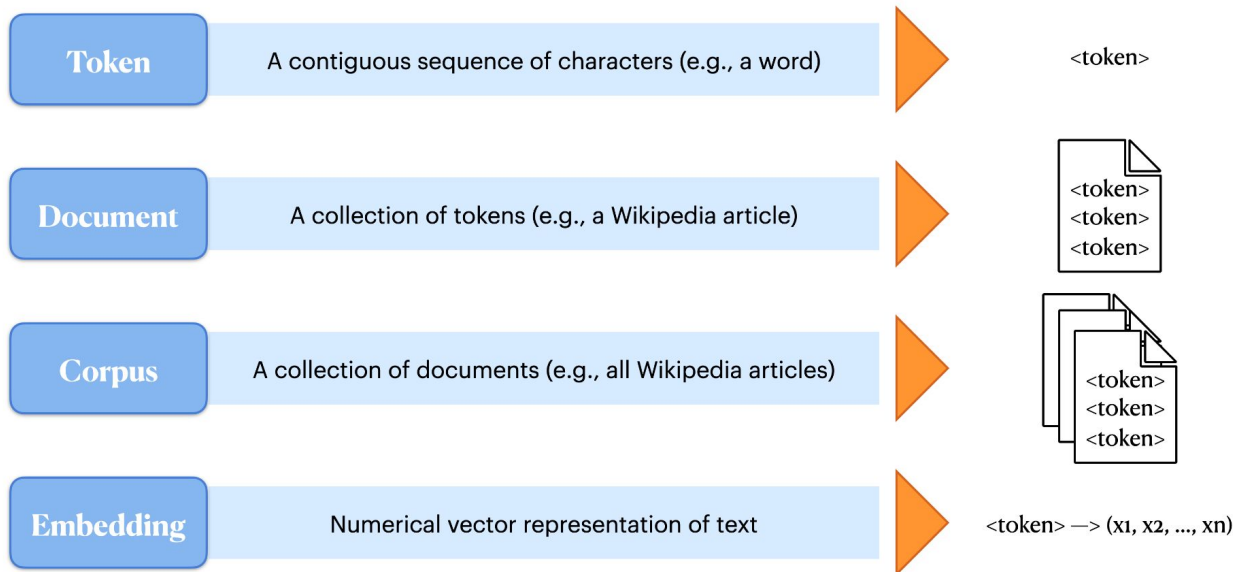 Token
A contiguous sequence of characters (e.g., a word)
<token>
Document
A collection of tokens (e.g., a Wikipedia article)
<token>
<token>
<token>
Corpus
A collection of documents (e.g., all Wikipedia articles)
<token>
<token>
<token>
Embedding
Numerical vector representation of text
<token> —> (x1, x2, ..., xn)